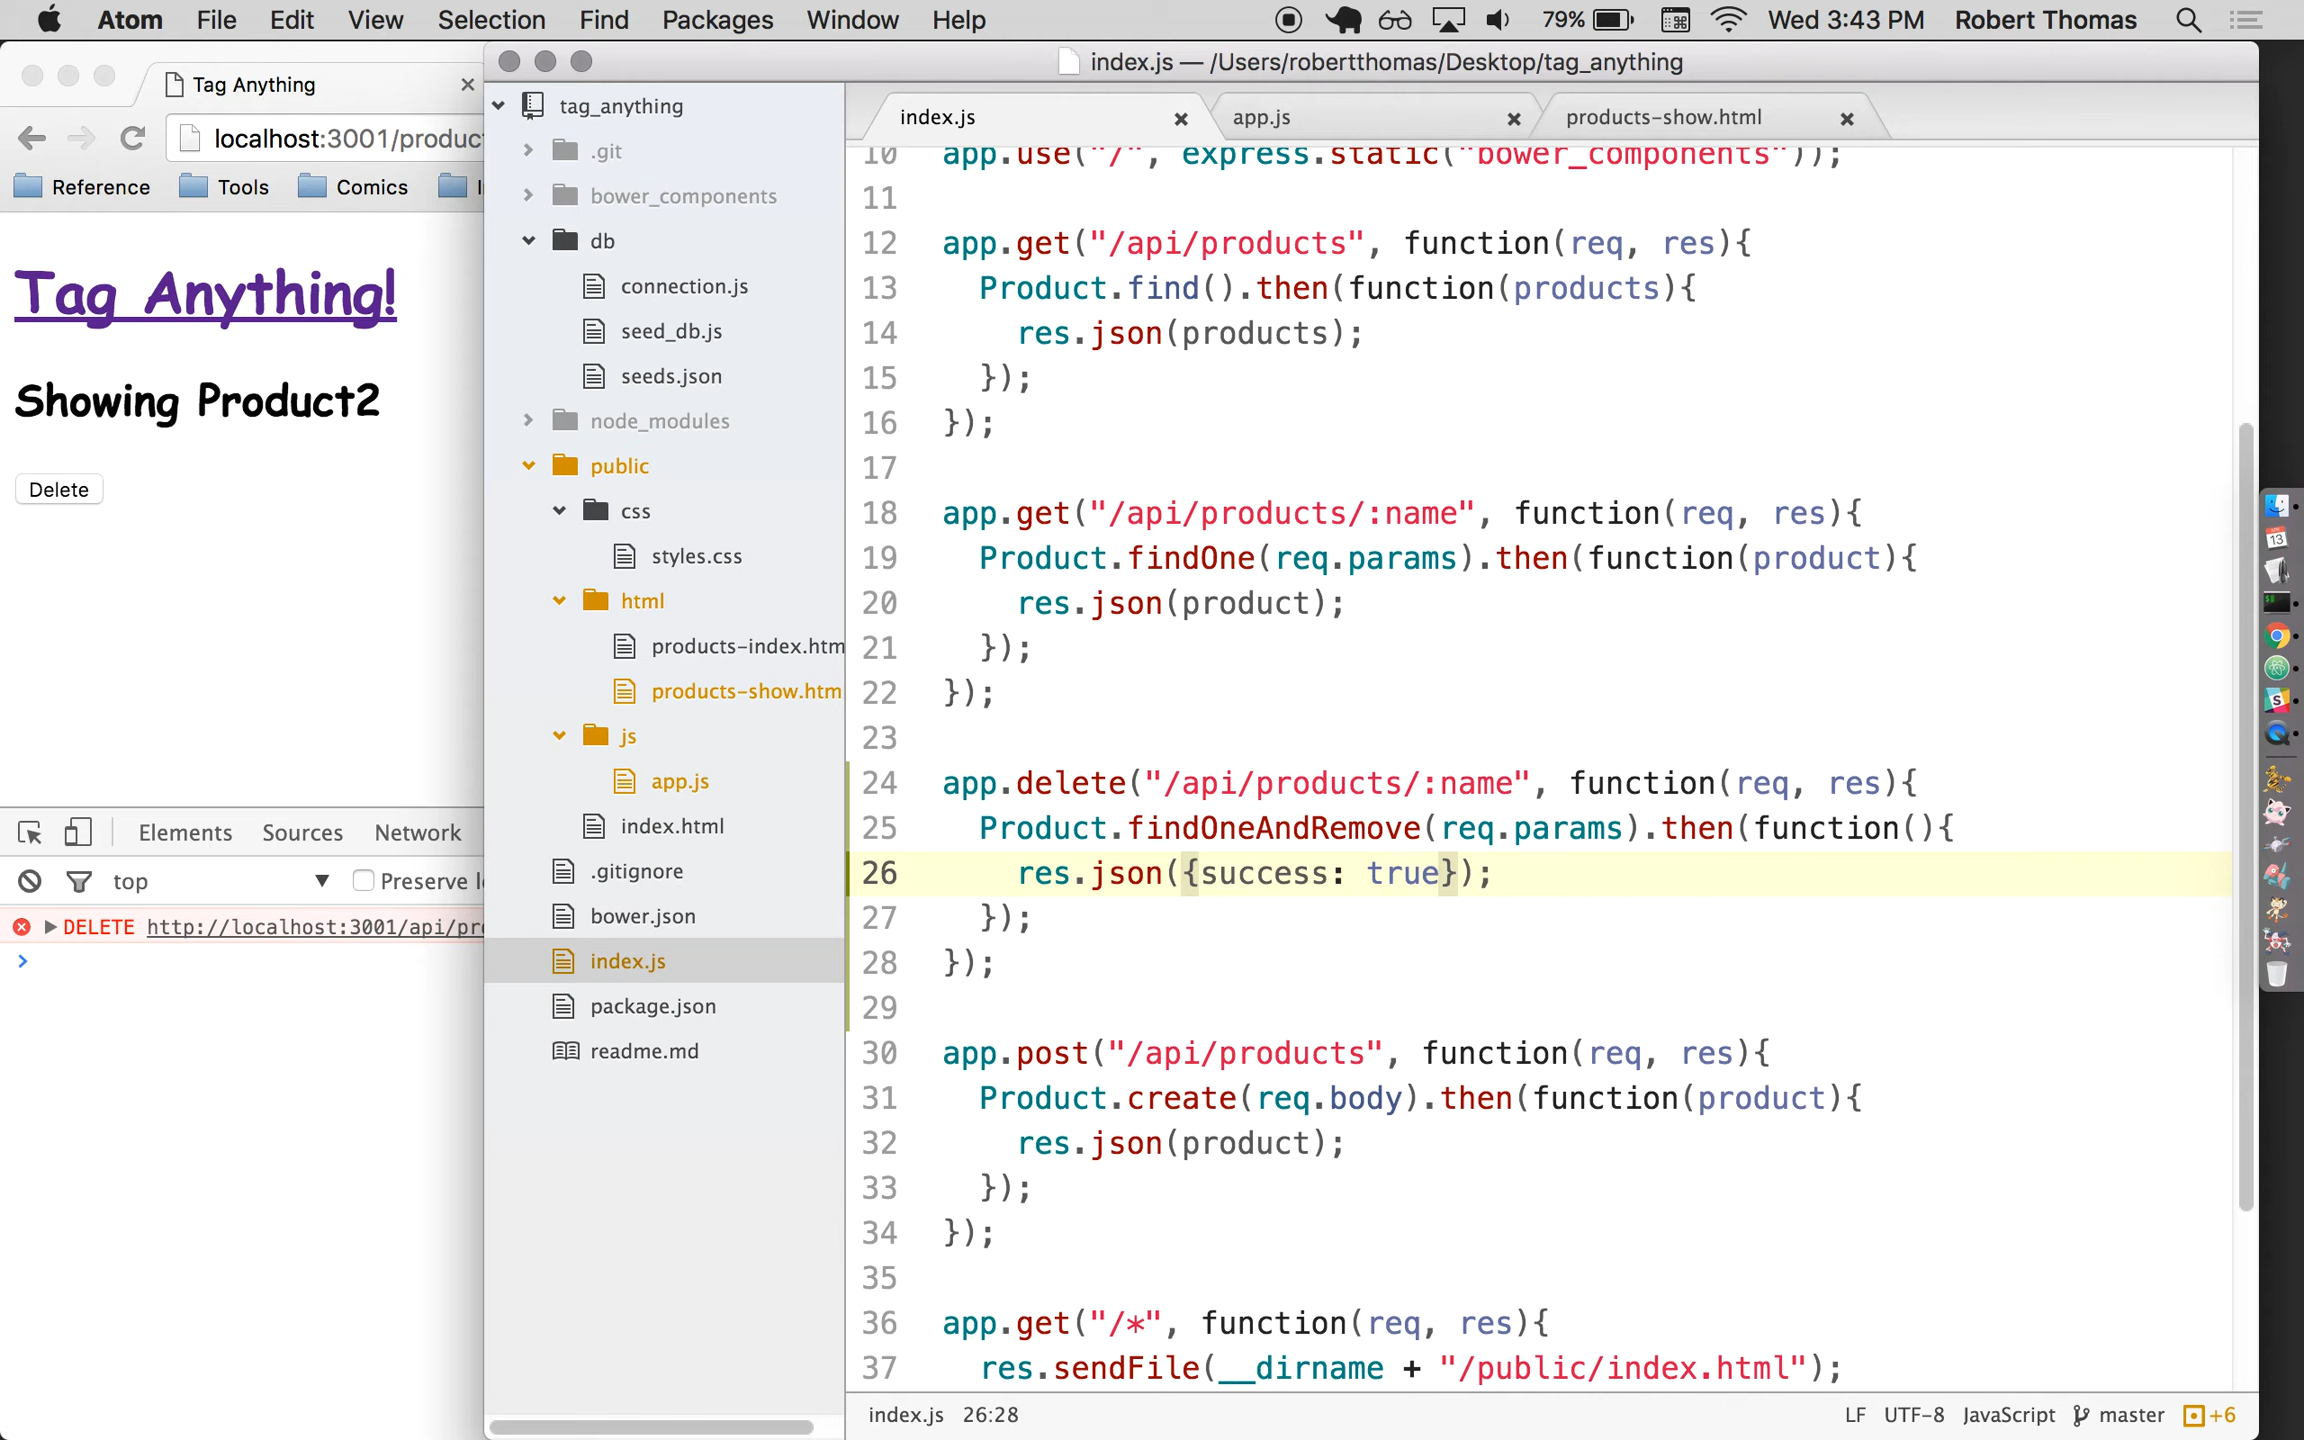 Atom File Edit View Selection Find Packages Window Help 79% Wed 3:43 PM Robert Thomas
Tag Anything
localhost:3001/produc
Reference Tools Comics
Tag Anything!
Showing Product2
Delete
Elements Sources Network
top Preserve
DELETE http://localhost:3001/api/pr
>
index.js — /Users/robertthomas/Desktop/tag_anything
tag_anything
.git
bower_components
db
connection.js
seed_db.js
seeds.json
node_modules
public
css
styles.css
html
products-index.htm
products-show.htm
js
app.js
index.html
.gitignore
bower.json
index.js
package.json
readme.md
index.js app.js products-show.html
10 app.use("/", express.static("bower_components"));
11
12 app.get("/api/products", function(req, res){
13 Product.find().then(function(products){
14 res.json(products);
15 });
16 });
17
18 app.get("/api/products/:name", function(req, res){
19 Product.findOne(req.params).then(function(product){
20 res.json(product);
21 });
22 });
23
24 app.delete("/api/products/:name", function(req, res){
25 Product.findOneAndRemove(req.params).then(function(){
26 res.json({success: true});
27 });
28 });
29
30 app.post("/api/products", function(req, res){
31 Product.create(req.body).then(function(product){
32 res.json(product);
33 });
34 });
35
36 app.get("/*", function(req, res){
37 res.sendFile(__dirname + "/public/index.html");
index.js 26:28 LF UTF-8 JavaScript master +6
13